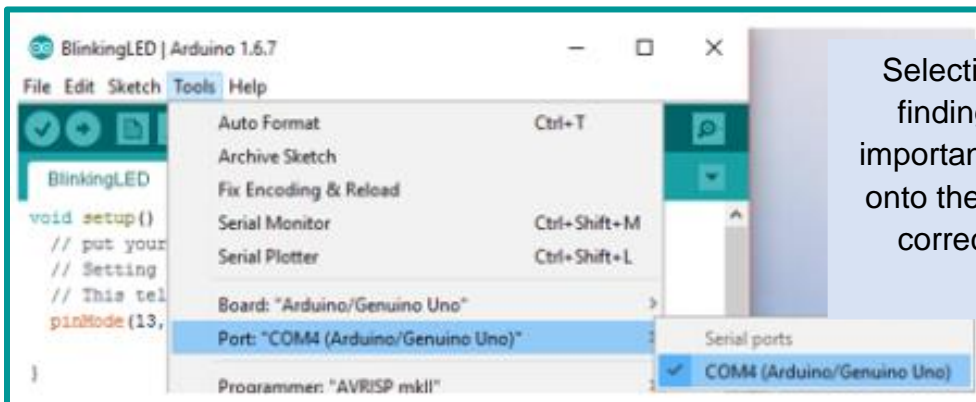 BlinkingLED | Arduino 1.6.7
File Edit Sketch Tools Help
Auto Format Ctrl+T
Archive Sketch
BlinkingLED
Fix Encoding & Reload
void setup()
Serial Monitor Ctrl+Shift+M
// put your
Serial Plotter Ctrl+Shift+L
// Setting
// This tel
Board: "Arduino/Genuino Uno"
pinMode(13,
Port: "COM4 (Arduino/Genuino Uno)"
Serial ports
}
COM4 (Arduino/Genuino Uno)
Programmer: "AVRISP mkII"
Selecti
finding
importan
onto the
correc